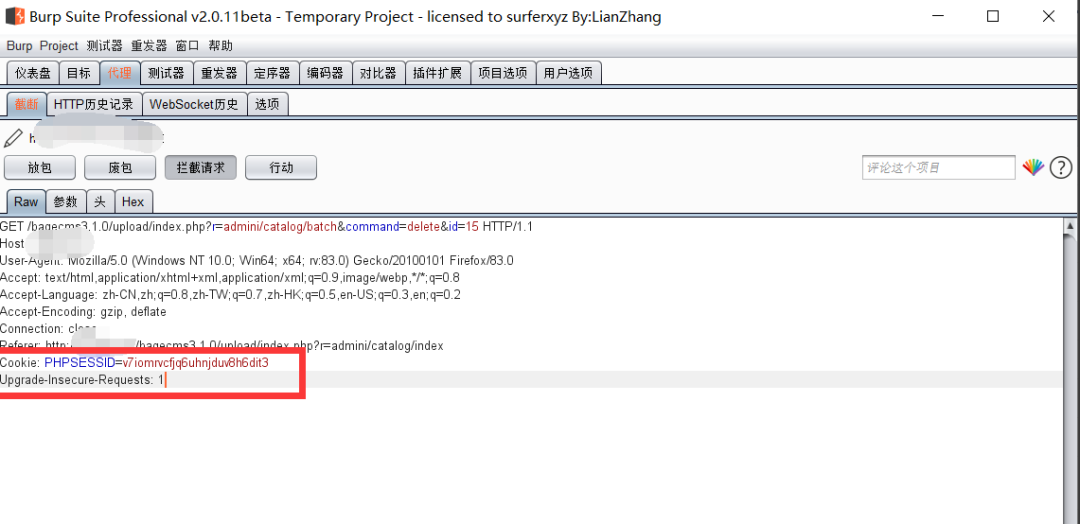 Burp Suite Professional v2.0.11beta - Temporary Project - licensed to surferxyz By:LianZhang
Burp Project 测试器 重发器 窗口 帮助
仪表盘 目标 代理 测试器 重发器 定序器 编码器 对比器 插件扩展 项目选项 用户选项
截断 HTTP历史记录 WebSocket历史 选项
放包 废包 拦截请求 行动 评论这个项目 ?
Raw 参数 头 Hex
GET /bagecms3.1.0/upload/index.php?r=admini/catalog/batch&command=delete&id=15 HTTP/1.1
Host
User-Agent: Mozilla/5.0 (Windows NT 10.0; Win64; x64; rv:83.0) Gecko/20100101 Firefox/83.0
Accept: text/html,application/xhtml+xml,application/xml;q=0.9,image/webp,*/*;q=0.8
Accept-Language: zh-CN,zh;q=0.8,zh-TW;q=0.7,zh-HK;q=0.5,en-US;q=0.3,en;q=0.2
Accept-Encoding: gzip, deflate
Connection: close
Referer: http: /bagecms3.1.0/upload/index.php?r=admini/catalog/index
Cookie: PHPSESSID=v7iomrvcfjq6uhnjduv8h6dit3
Upgrade-Insecure-Requests: 1